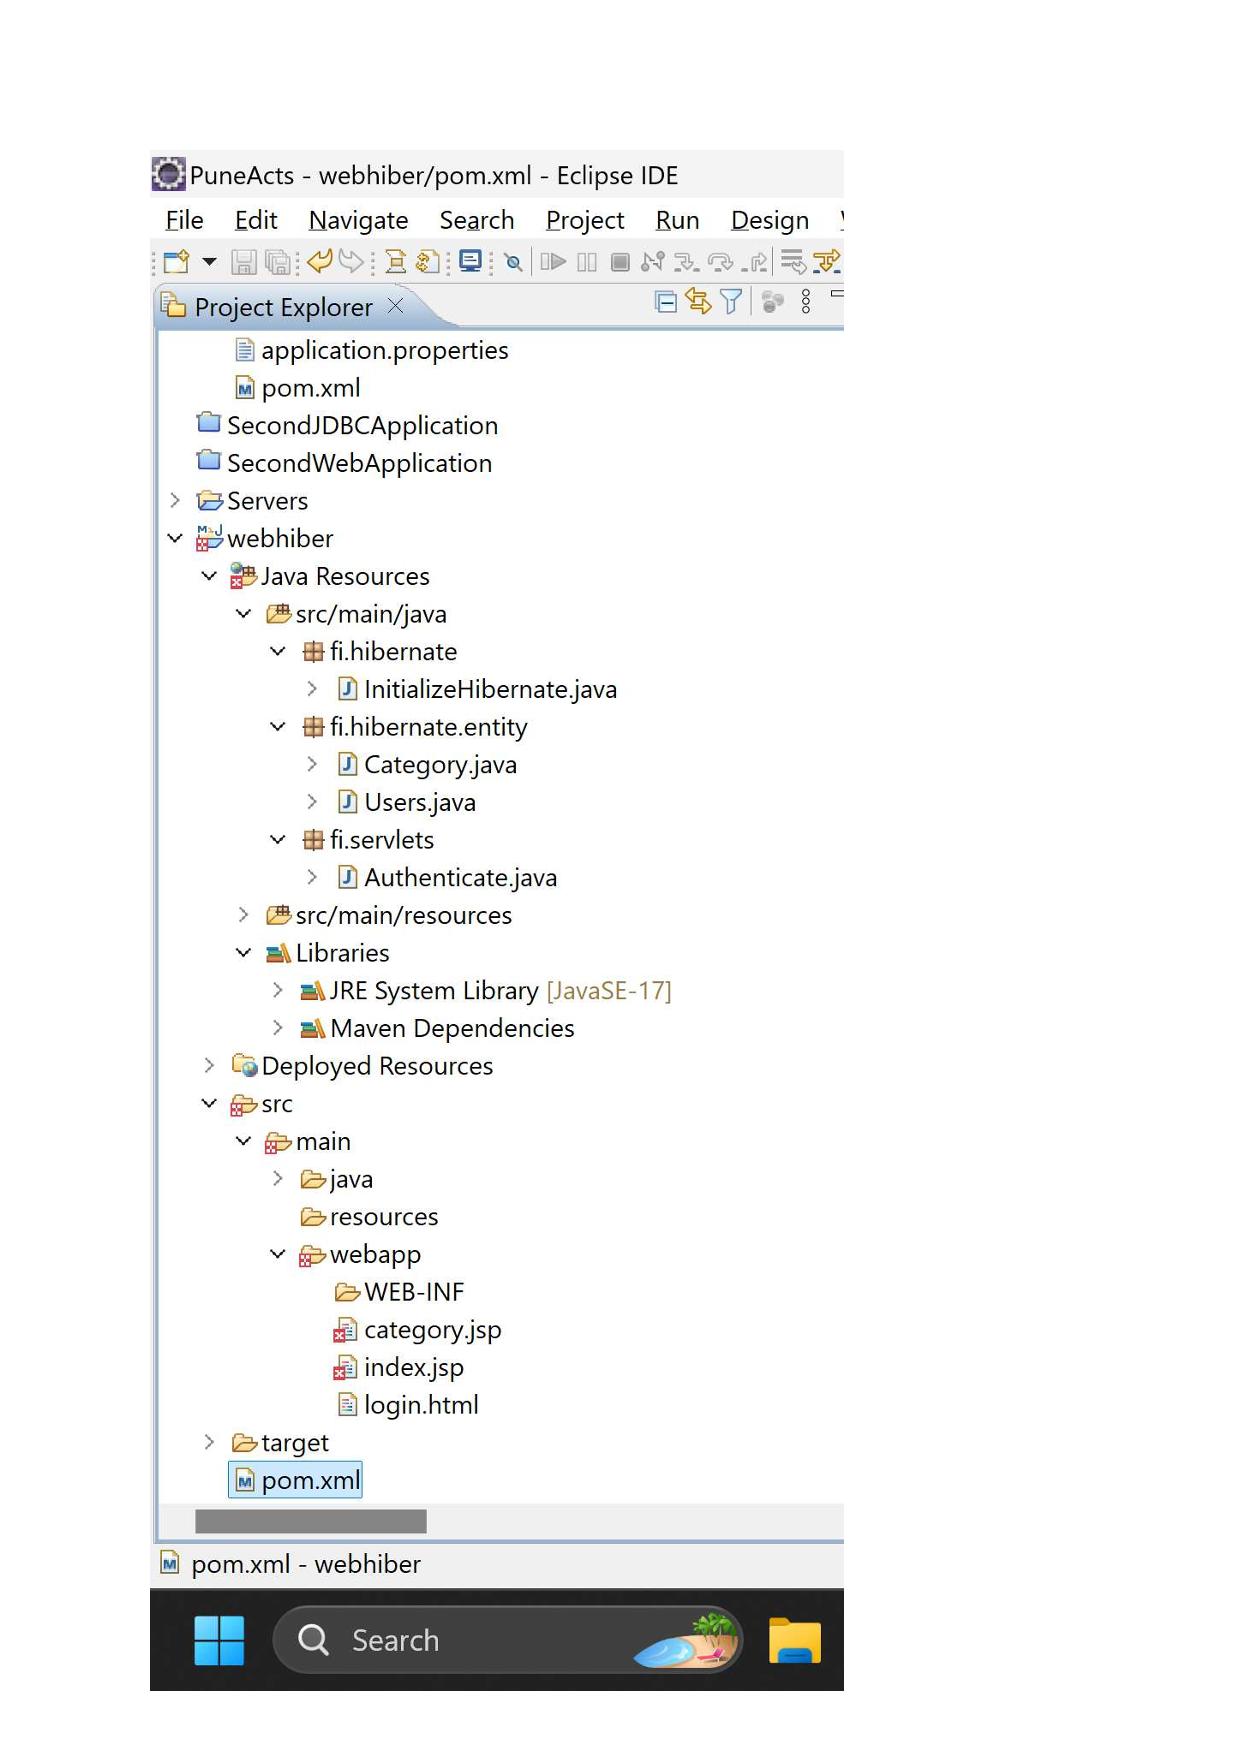 PuneActs - webhiber/pom.xml - Eclipse IDE
File Edit Navigate Search Project Run Design
Project Explorer
application.properties
pom.xml
SecondJDBCApplication
SecondWebApplication
Servers
webhiber
Java Resources
src/main/java
fi.hibernate
InitializeHibernate.java
fi.hibernate.entity
Category.java
Users.java
fi.servlets
Authenticate.java
src/main/resources
Libraries
JRE System Library [JavaSE-17]
Maven Dependencies
Deployed Resources
src
main
java
resources
webapp
WEB-INF
category.jsp
index.jsp
login.html
target
pom.xml
pom.xml - webhiber
Search